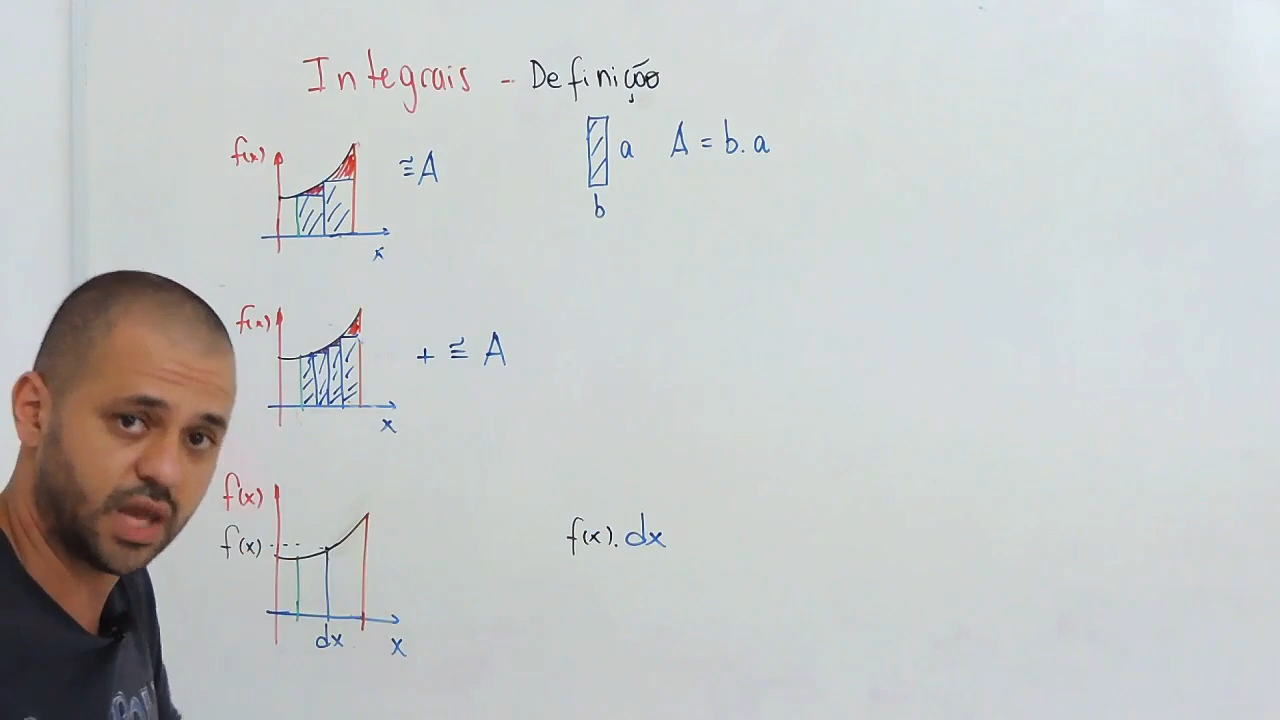 Integrais - Definição
f(x)
≅A
x
a
A = b.a
b
f(x)
+ ≅ A
x
f(x)
f(x)
dx
x
f(x). dx